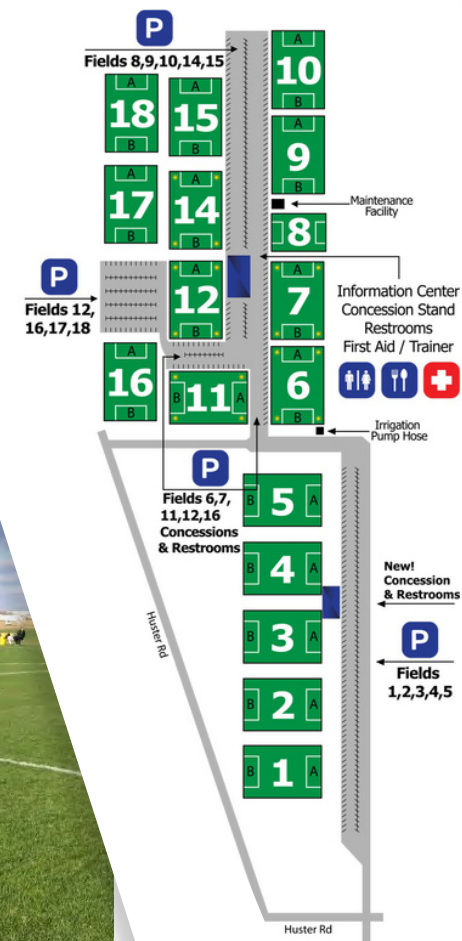 P
Fields 8,9,10,14,15
A
10
B
A
18
B
A
15
B
A
9
B
Maintenance
Facility
A
17
B
A
14
B
8
P
Fields 12,
16,17,18
A
12
B
A
7
B
Information Center
Concession Stand
Restrooms
First Aid / Trainer
A
16
B
B
11
A
A
6
B
Irrigation
Pump Hose
P
Fields 6,7,
11,12,16
Concessions
& Restrooms
B
5
A
B
4
A
New!
Concession
& Restrooms
B
3
A
P
Fields
1,2,3,4,5
Huster Rd
B
2
A
B
1
A
Huster Rd